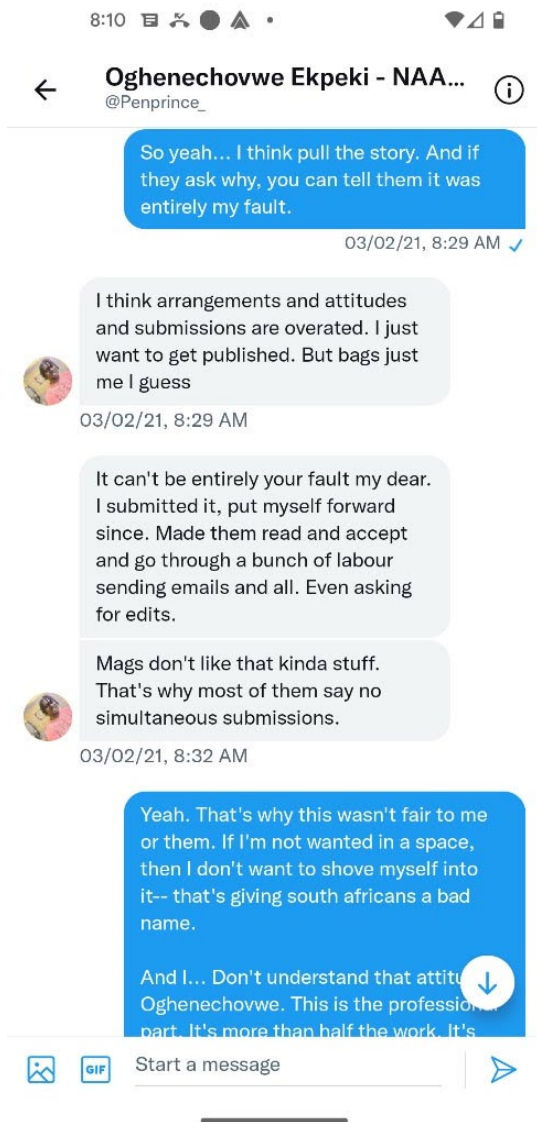 8:10
Oghenechovwe Ekpeki - NAA...
@Penprince_
So yeah... I think pull the story. And if
they ask why, you can tell them it was
entirely my fault.
03/02/21, 8:29 AM
I think arrangements and attitudes
and submissions are overated. I just
want to get published. But bags just
me I guess
03/02/21, 8:29 AM
It can't be entirely your fault my dear.
I submitted it, put myself forward
since. Made them read and accept
and go through a bunch of labour
sending emails and all. Even asking
for edits.
Mags don't like that kinda stuff.
That's why most of them say no
simultaneous submissions.
03/02/21, 8:32 AM
Yeah. That's why this wasn't fair to me
or them. If I'm not wanted in a space,
then I don't want to shove myself into
it-- that's giving south africans a bad
name.
And I... Don't understand that
Oghenechovwe. This is the
part. It's more than half the work. It's
GIF
Start a message